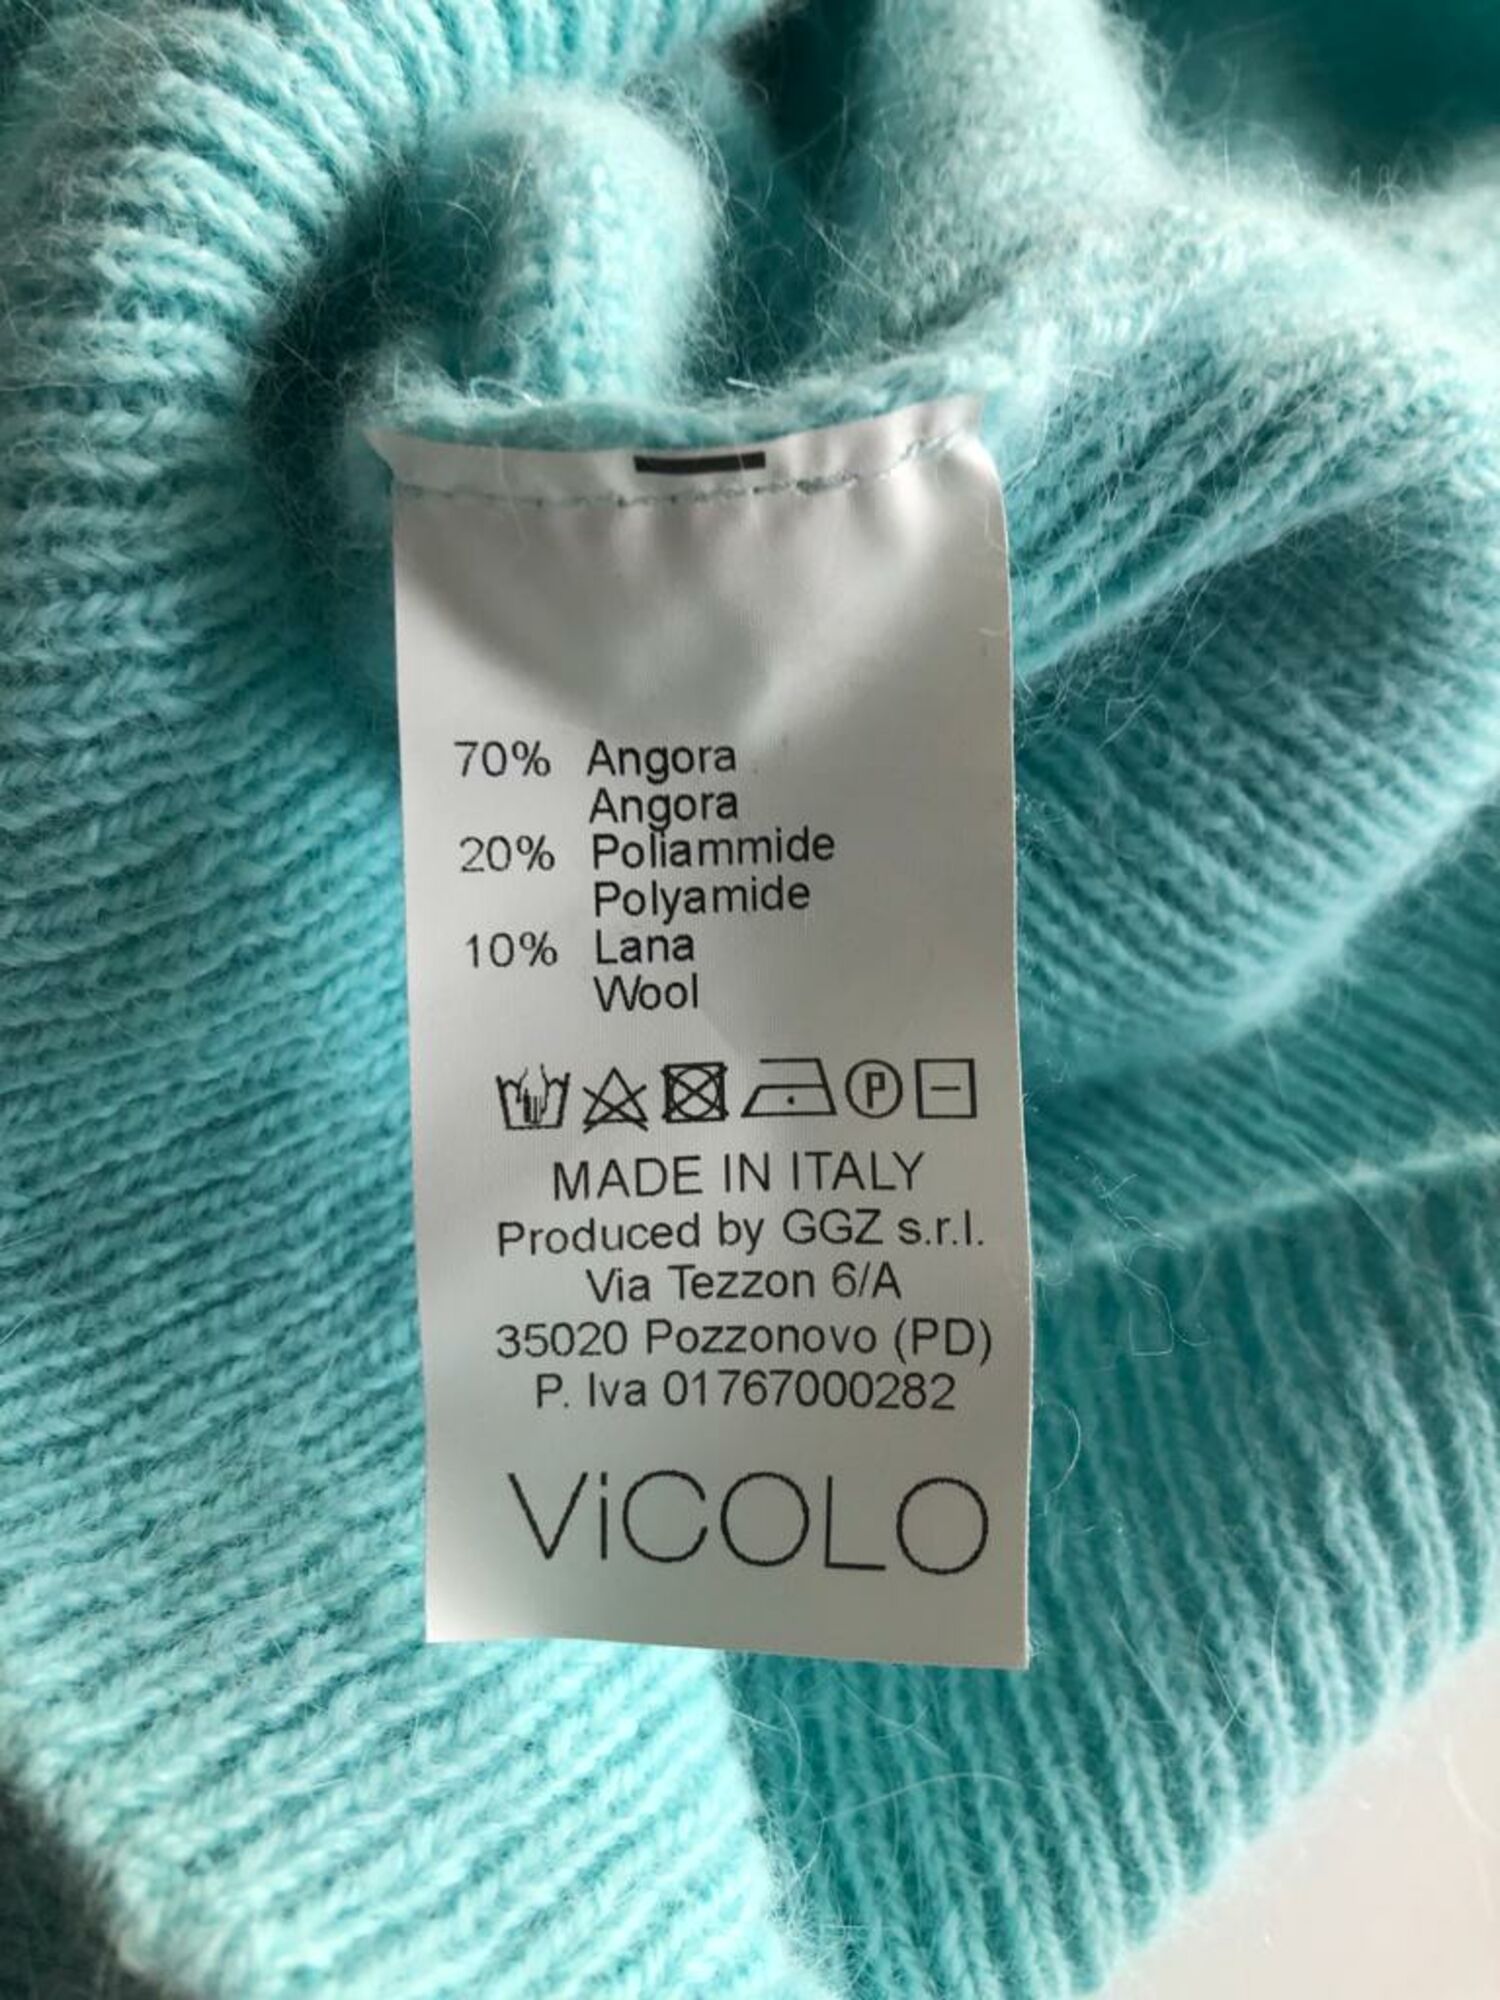 70% Angora
Angora
20% Poliammide
Polyamide
10% Lana
Wool
P
MADE IN ITALY
Produced by GGZ s.r.l.
Via Tezzon 6/A
35020 Pozzonovo (PD)
P. Iva 01767000282
ViCOLO